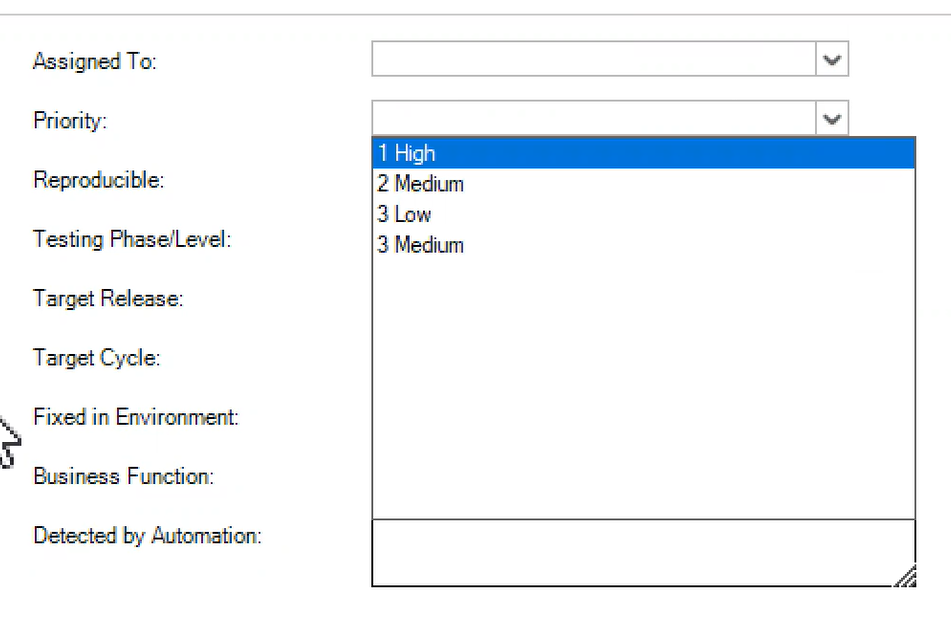 Assigned To:
Priority:
1 High
2 Medium
3 Low
3 Medium
Reproducible:
Testing Phase/Level:
Target Release:
Target Cycle:
Fixed in Environment:
Business Function:
Detected by Automation: